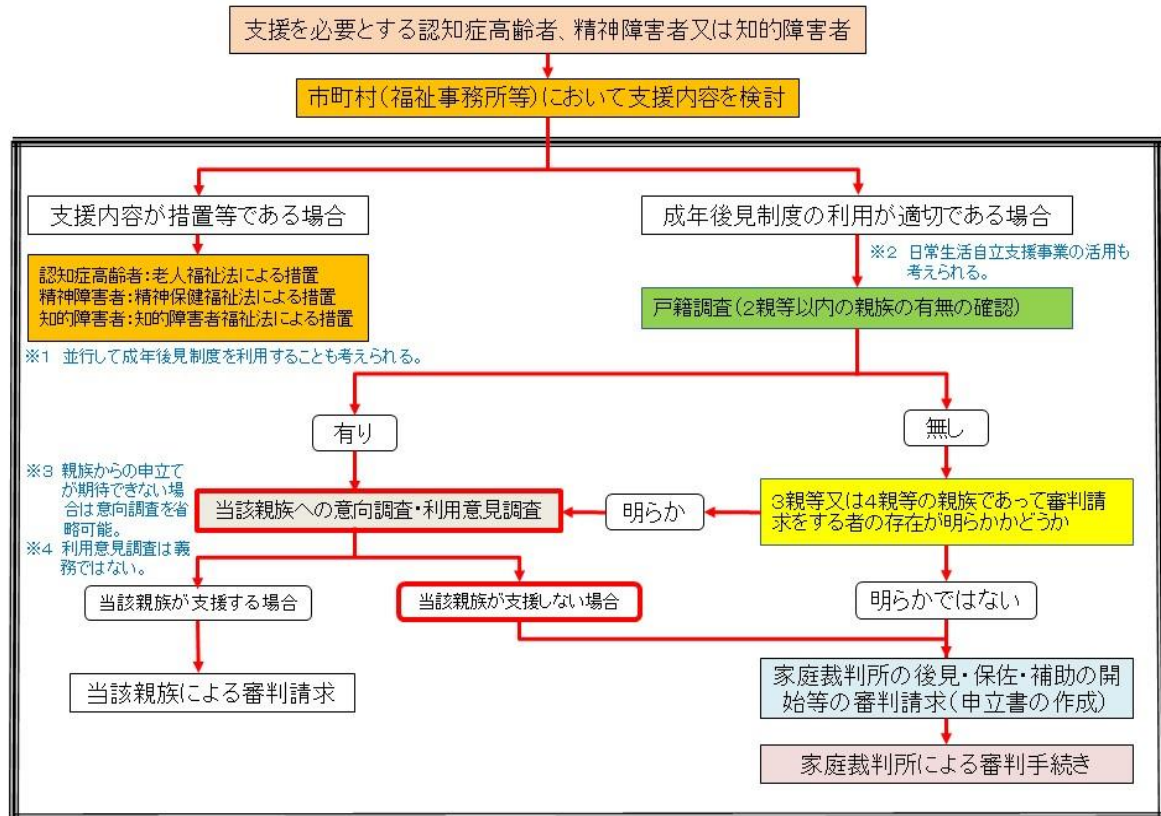 支援を必要とする認知症高齢者、精神障害者又は知的障害者
市町村(福祉事務所等)において支援内容を検討
支援内容が措置等である場合
認知症高齢者:老人福祉法による措置
精神障害者:精神保健福祉法による措置
知的障害者:知的障害者福祉法による措置
※1 並行して成年後見制度を利用することも考えられる。
成年後見制度の利用が適切である場合
※2 日常生活自立支援事業の活用も
考えられる。
戸籍調査(2親等以内の親族の有無の確認)
有り
無し
※3 親族からの申立て
が期待できない場
合は意向調査を省
略可能。
※4 利用意見調査は義
務ではない。
当該親族への意向調査・利用意見調査
明らか
3親等又は4親等の親族であって審判請
求をする者の存在が明らかかどうか
当該親族が支援する場合
当該親族が支援しない場合
明らかではない
当該親族による審判請求
家庭裁判所の後見・保佐・補助の開
始等の審判請求(申立書の作成)
家庭裁判所による審判手続き